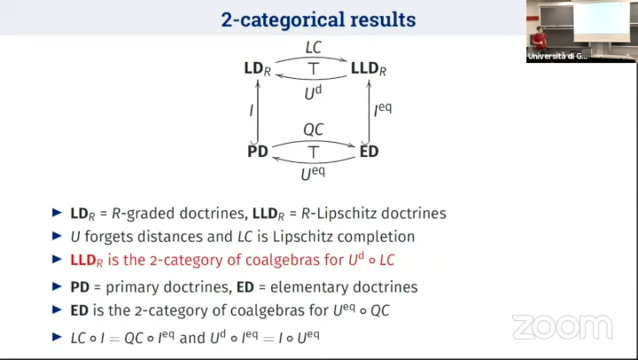 2-categorical results
LC
LD_R ⊤ LLD_R
U^d
I I^eq
QC
PD ⊤ ED
U^eq
▶ LD_R = R-graded doctrines, LLD_R = R-Lipschitz doctrines
▶ U forgets distances and LC is Lipschitz completion
▶ LLD_R is the 2-category of coalgebras for U^d ∘ LC
▶ PD = primary doctrines, ED = elementary doctrines
▶ ED is the 2-category of coalgebras for U^eq ∘ QC
▶ LC ∘ I = QC ∘ I^eq and U^d ∘ I^eq = I ∘ U^eq
Università di G...
zoom